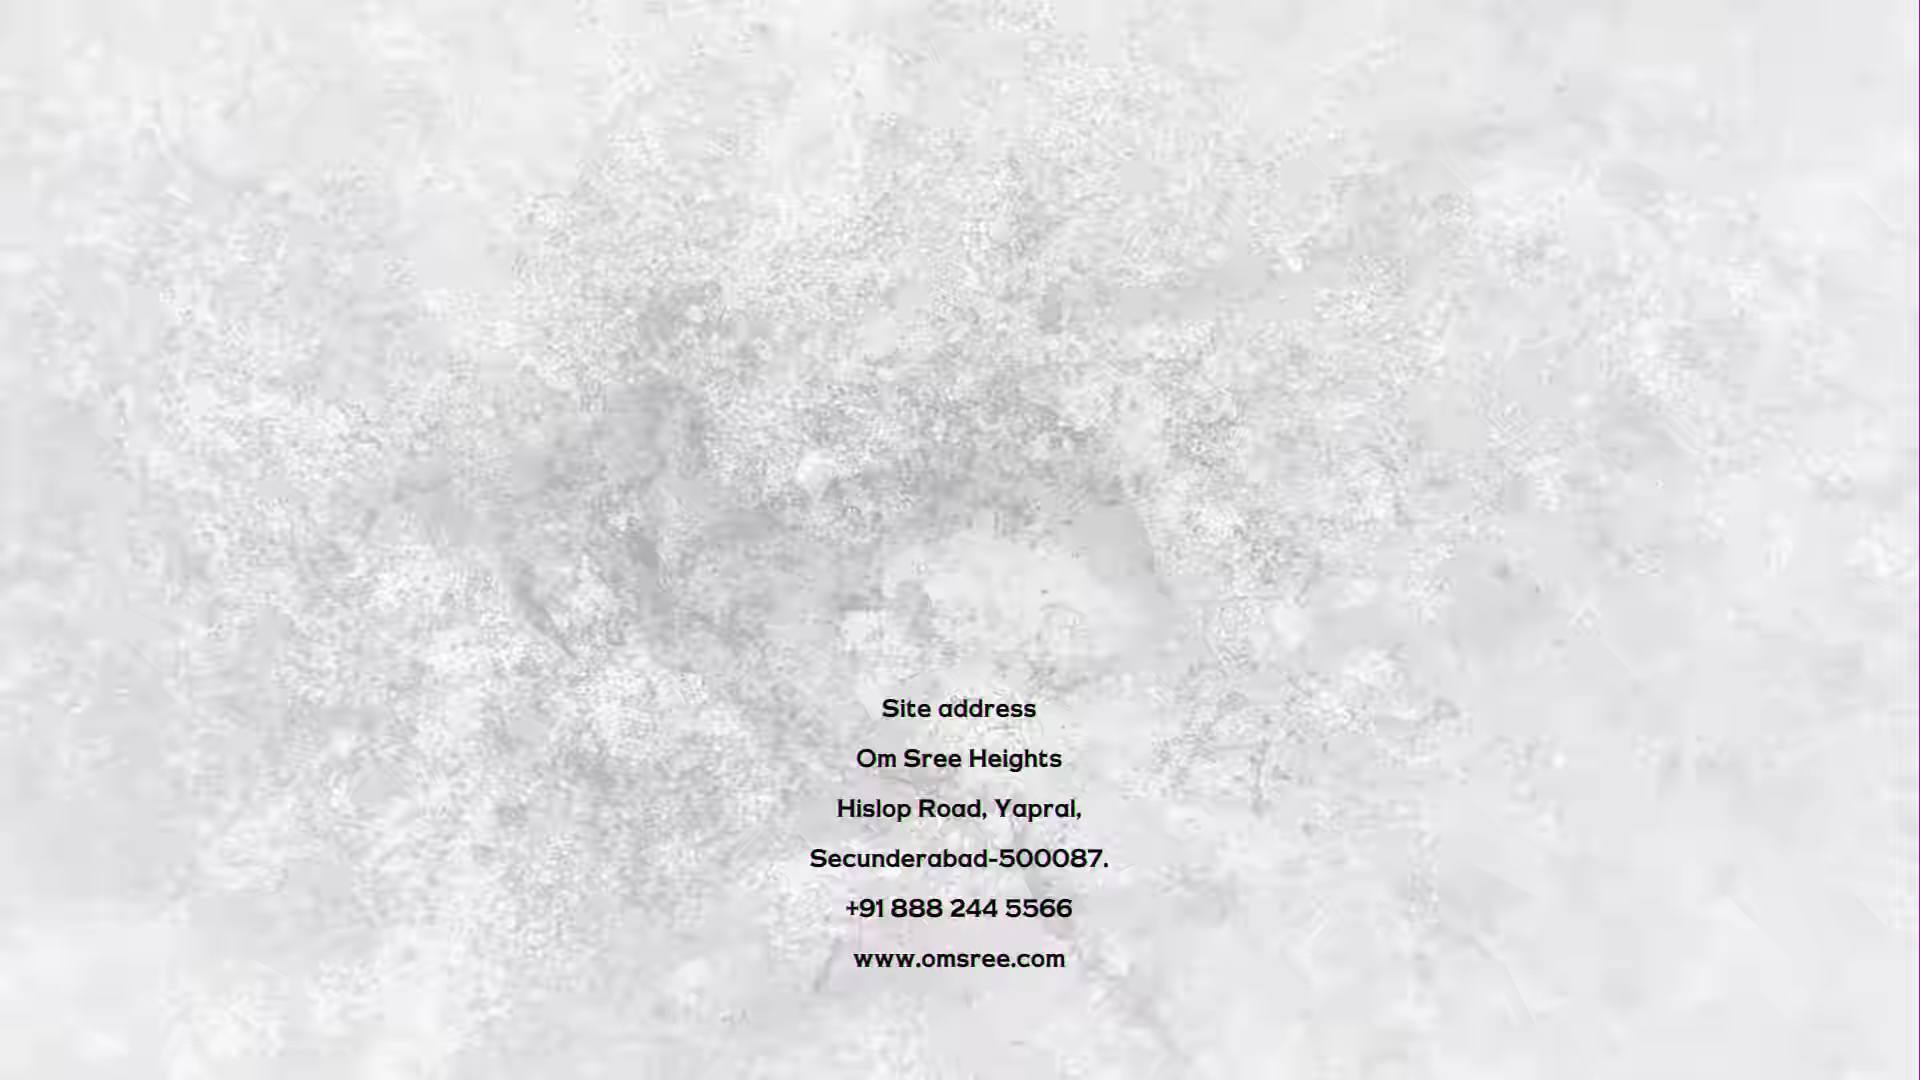 Site address
Om Sree Heights
Hislop Road, Yapral,
Secunderabad-500087.
+91 888 244 5566
www.omsree.com